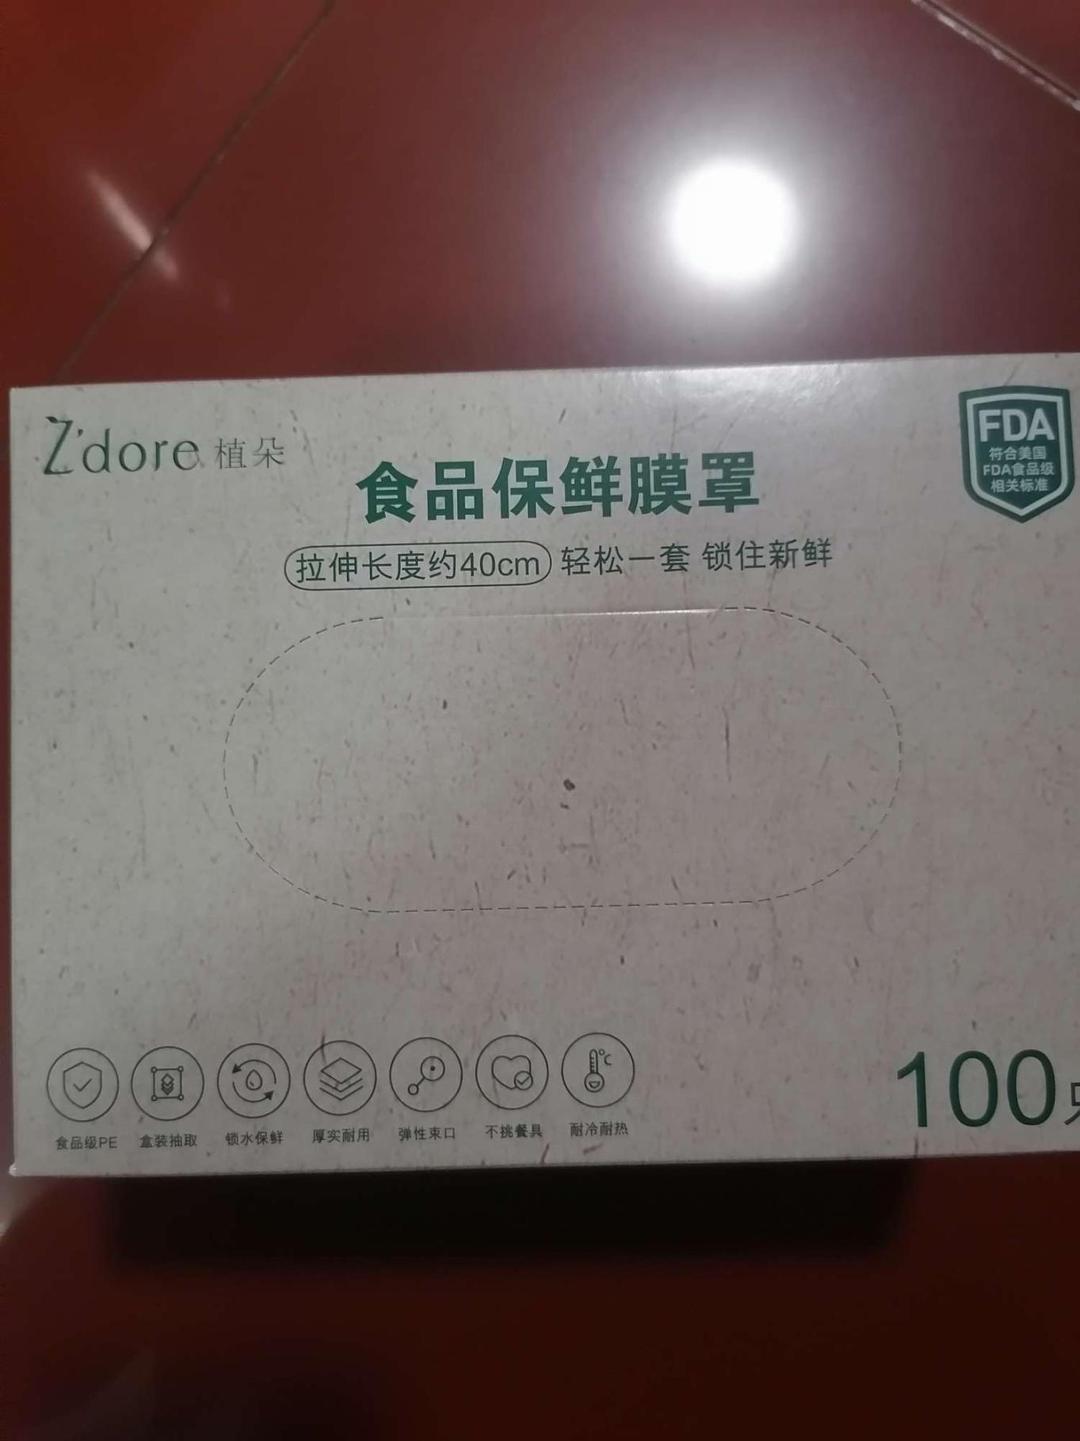 Z'dore 植朵
FDA
符合美国
FDA食品级
相关标准
食品保鲜膜罩
拉伸长度约40cm 轻松一套 锁住新鲜
℃
食品级PE 盒装抽取 锁水保鲜 厚实耐用 弹性束口 不挑餐具 耐冷耐热
100